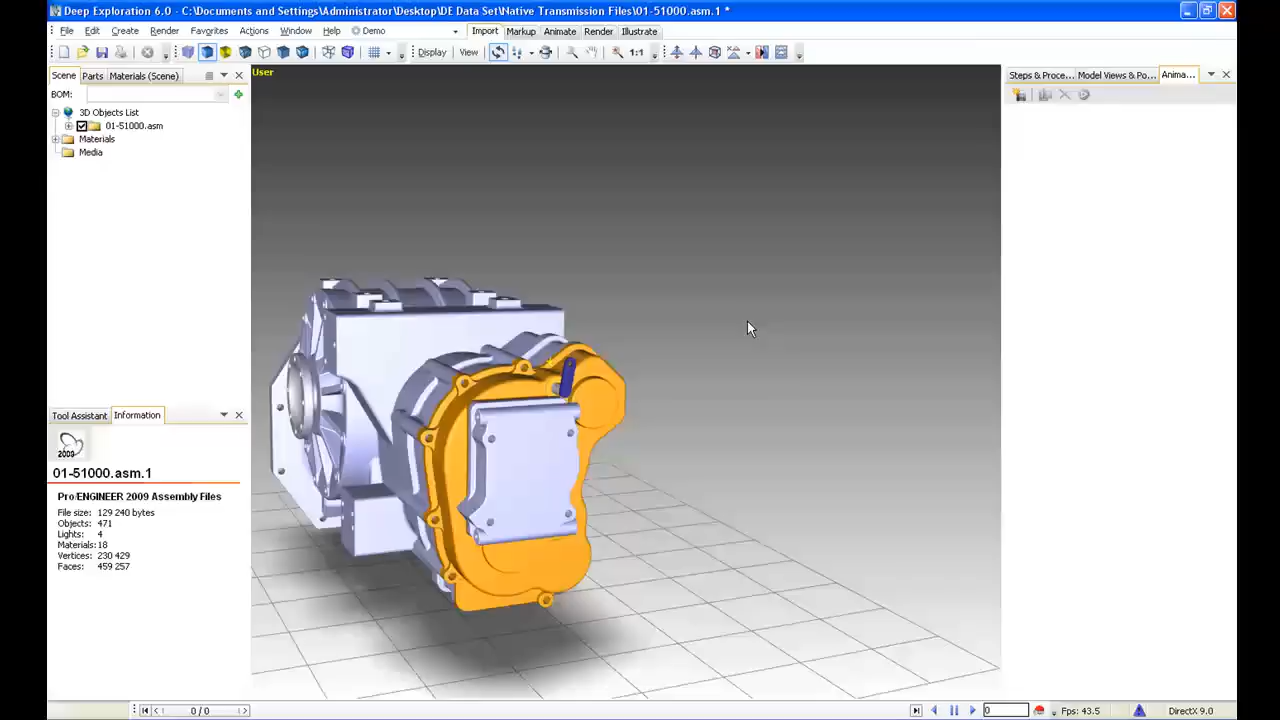 Deep Exploration 6.0 - C:\Documents and Settings\Administrator\Desktop\DE Data Set\Native Transmission Files\01-51000.asm.1 *
File Edit Create Render Favorites Actions Window Help Demo Import Markup Animate Render Illustrate
Display View 1:1
Scene Parts Materials (Scene)
User
Steps & Proce... Model Views & Po... Anima...
BOM:
3D Objects List
01-51000.asm
Materials
Media
Tool Assistant Information
2009
01-51000.asm.1
Pro/ENGINEER 2009 Assembly Files
File size: 129 240 bytes
Objects: 471
Lights: 4
Materials: 18
Vertices: 230 429
Faces: 459 257
0/0 0 Fps: 43.5 DirectX 9.0